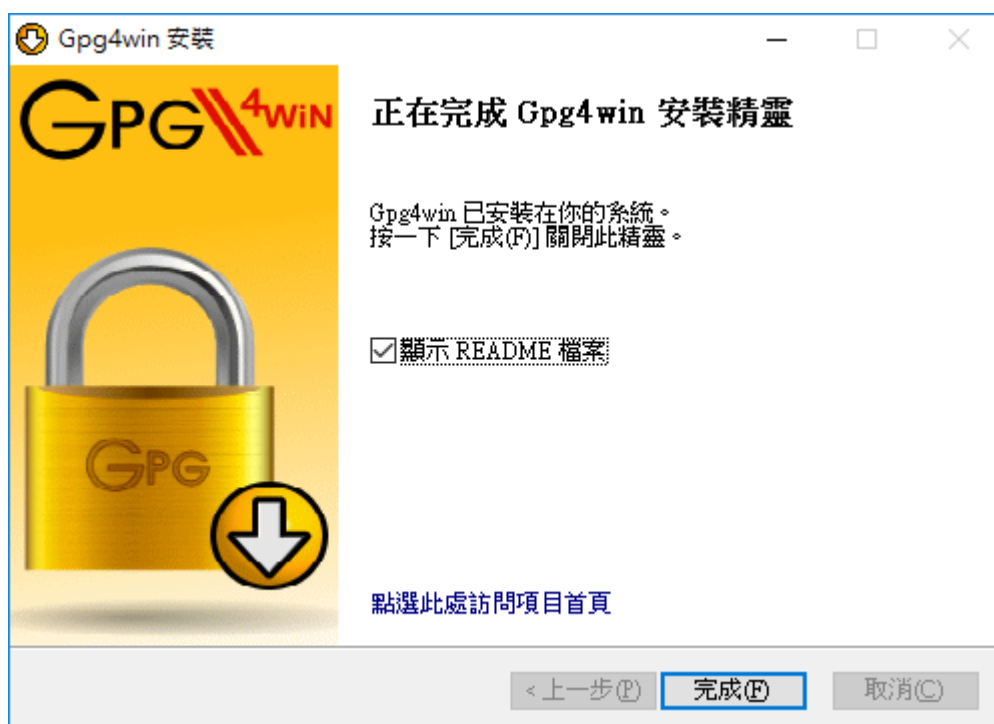 Gpg4win 安裝
GPG4WIN
正在完成 Gpg4win 安裝精靈
Gpg4win 已安裝在你的系統。
按一下 [完成(F)] 關閉此精靈。
顯示 README 檔案
GPG
點選此處訪問項目首頁
<上一步(P)
完成(F)
取消(C)